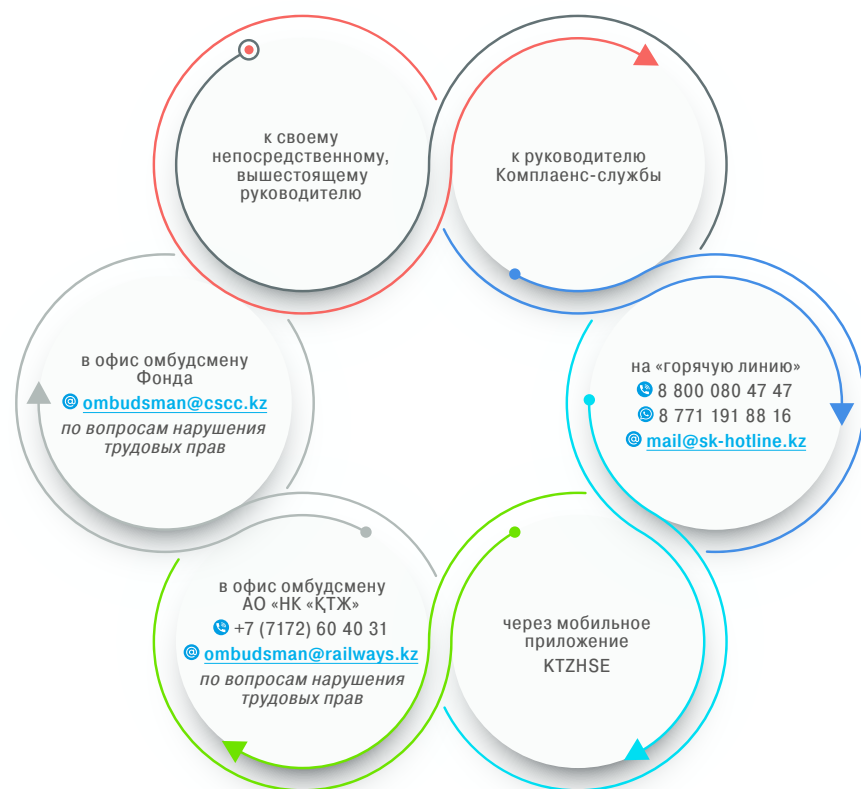 к своему
непосредственному,
вышестоящему
руководителю
к руководителю
Комплаенс-службы
на «горячую линию»
8 800 080 47 47
8 771 191 88 16
@ mail@sk-hotline.kz
через мобильное
приложение
KTZHSE
в офис омбудсмену
АО «НК «ҚТЖ»
+7 (7172) 60 40 31
@ ombudsman@railways.kz
по вопросам нарушения
трудовых прав
в офис омбудсмену
Фонда
@ ombudsman@cscc.kz
по вопросам нарушения
трудовых прав